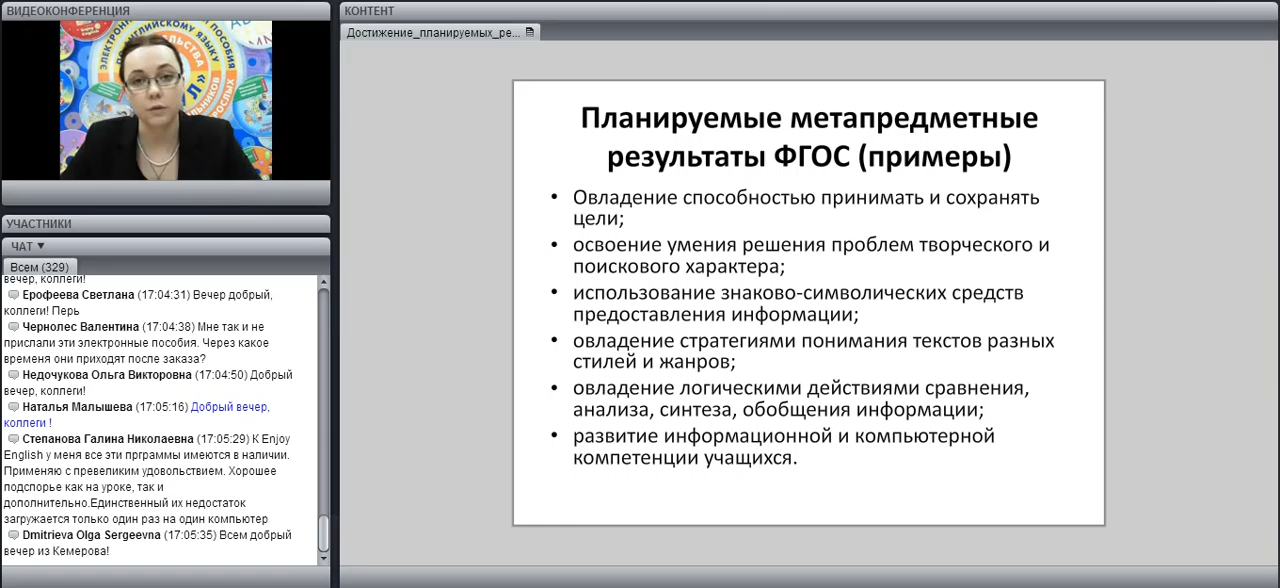 ВИДЕОКОНФЕРЕНЦИЯ
ЭЛЕКТРОННЫЕ
АНГЛИЙСКОМУ ЯЗЫКУ
ПОСОБИЯ
УЧАСТНИКИ
ЧАТ ▼
Всем (329)
вечер, коллеги!
Ерофеева Светлана (17:04:31) Вечер добрый,
коллеги! Перь
Чернолес Валентина (17:04:38) Мне так и не
прислали эти электронные пособия. Через какое
временя они приходят после заказа?
Недочукова Ольга Викторовна (17:04:50) Добрый
вечер, коллеги!
Наталья Малышева (17:05:16) Добрый вечер,
коллеги !
Степанова Галина Николаевна (17:05:29) К Enjoy
English у меня все эти прграммы имеются в наличии.
Применяю с превеликим удовольствием. Хорошее
подспорье как на уроке, так и
дополнительно.Единственный их недостаток
загружается только один раз на один компьютер
Dmitrieva Olga Sergeevna (17:05:35) Всем добрый
вечер из Кемерова!
КОНТЕНТ
Достижение_планируемых_ре...
Планируемые метапредметные
результаты ФГОС (примеры)
• Овладение способностью принимать и сохранять
цели;
• освоение умения решения проблем творческого и
поискового характера;
• использование знаково-символических средств
предоставления информации;
• овладение стратегиями понимания текстов разных
стилей и жанров;
• овладение логическими действиями сравнения,
анализа, синтеза, обобщения информации;
• развитие информационной и компьютерной
компетенции учащихся.